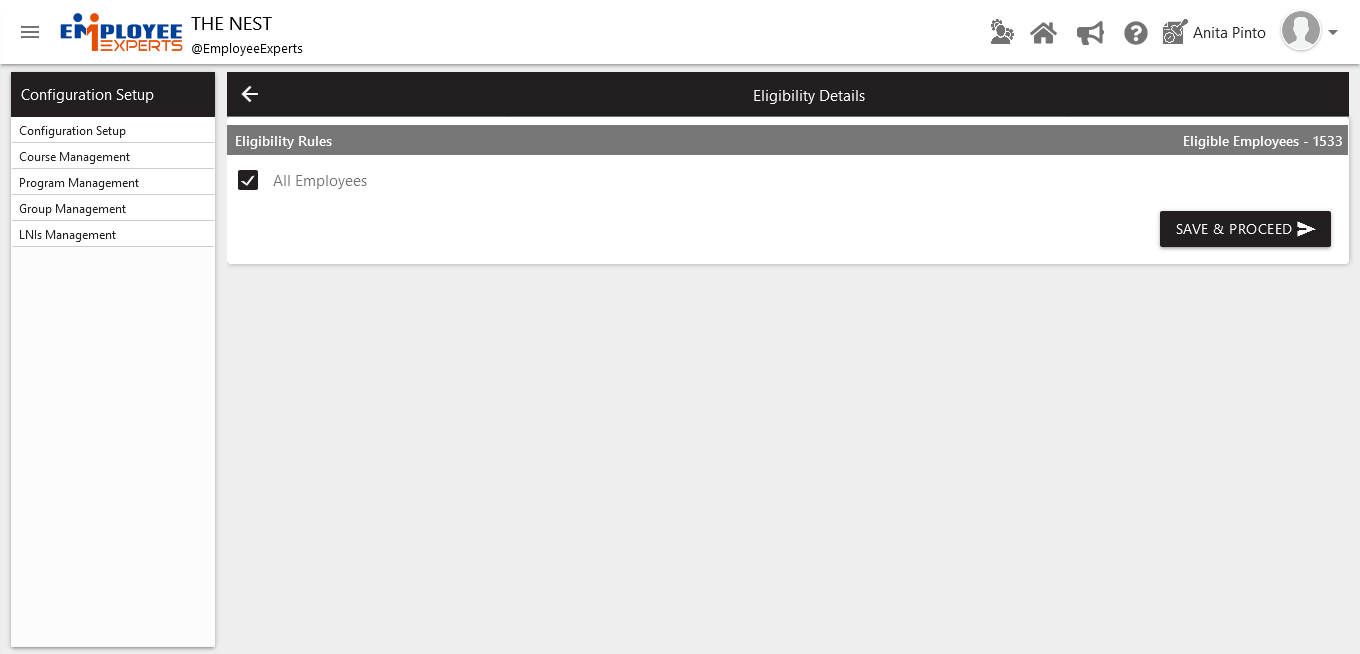 EMPLOYEE
EXPERTS
THE NEST
@EmployeeExperts
Anita Pinto
Configuration Setup
Configuration Setup
Course Management
Program Management
Group Management
LNIs Management
Eligibility Details
Eligibility Rules
Eligible Employees - 1533
All Employees
SAVE & PROCEED